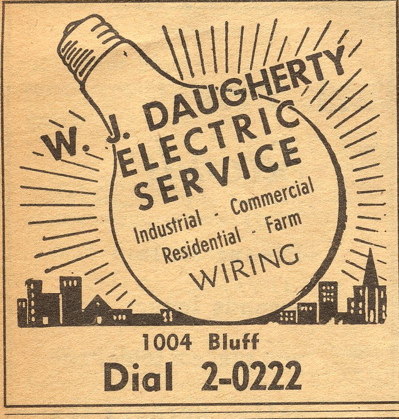 W. J. DAUGHERTY
ELECTRIC
SERVICE
Industrial - Commercial
Residential - Farm
WIRING
1004 Bluff
Dial 2-0222